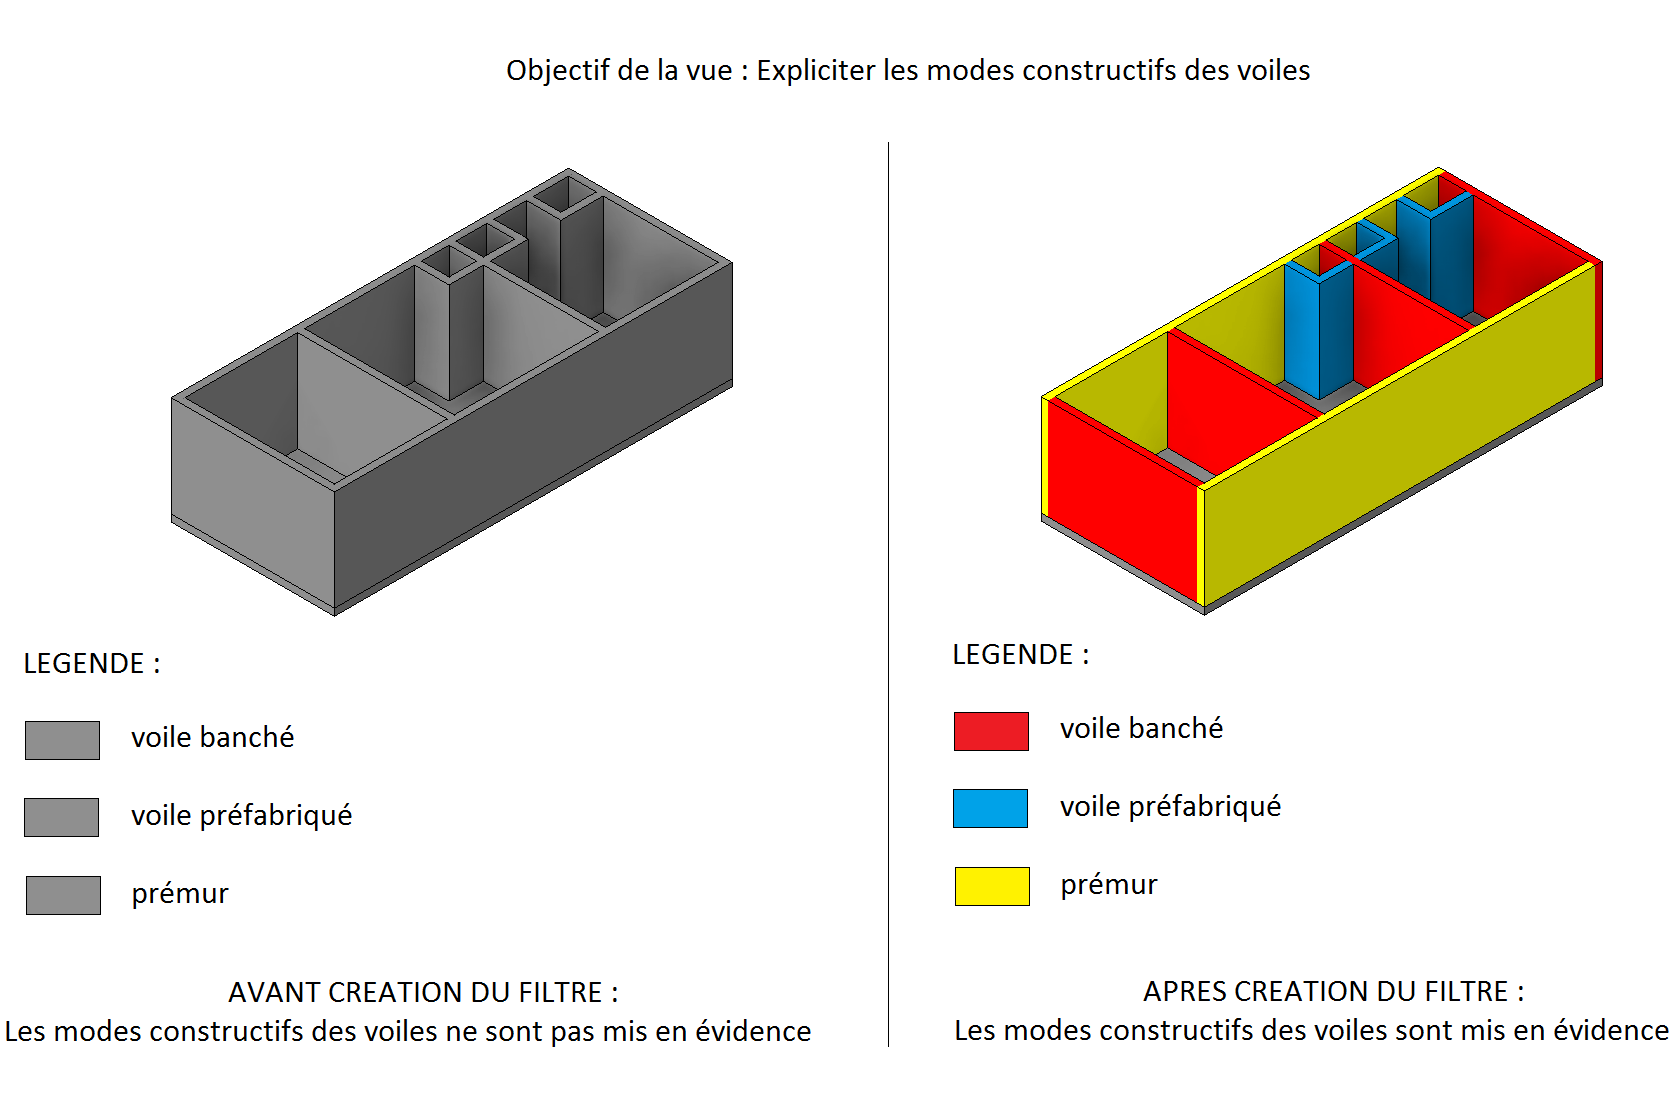 Objectif de la vue : Expliciter les modes constructifs des voiles
LEGENDE :
voile banché
voile préfabriqué
prémur
AVANT CREATION DU FILTRE :
Les modes constructifs des voiles ne sont pas mis en évidence
LEGENDE :
voile banché
voile préfabriqué
prémur
APRES CREATION DU FILTRE :
Les modes constructifs des voiles sont mis en évidence